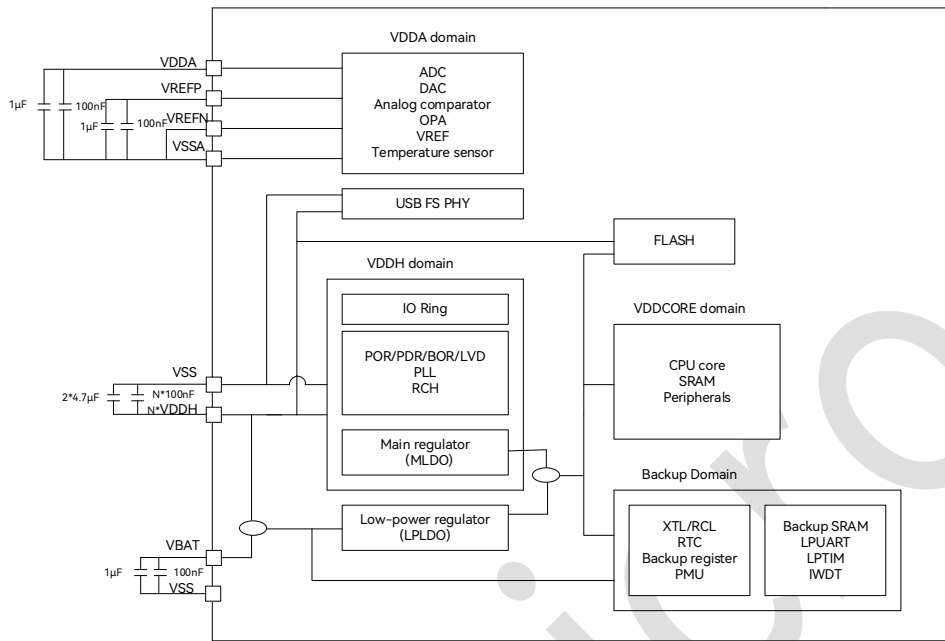 VDDA domain
VDDA
ADC
DAC
Analog comparator
OPA
VREF
Temperature sensor
VREFP
1μF
100nF
VREFN
1μF
100nF
VSSA
USB FS PHY
FLASH
VDDH domain
IO Ring
VDDCORE domain
POR/PDR/BOR/LVD
PLL
RCH
CPU core
SRAM
Peripherals
VSS
2*4.7μF
N*100nF
N*VDDH
Main regulator
(MLDO)
Backup Domain
Low-power regulator
(LPLDO)
XTL/RCL
RTC
Backup register
PMU
Backup SRAM
LPUART
LPTIM
IWDT
VBAT
1μF
100nF
VSS
icro